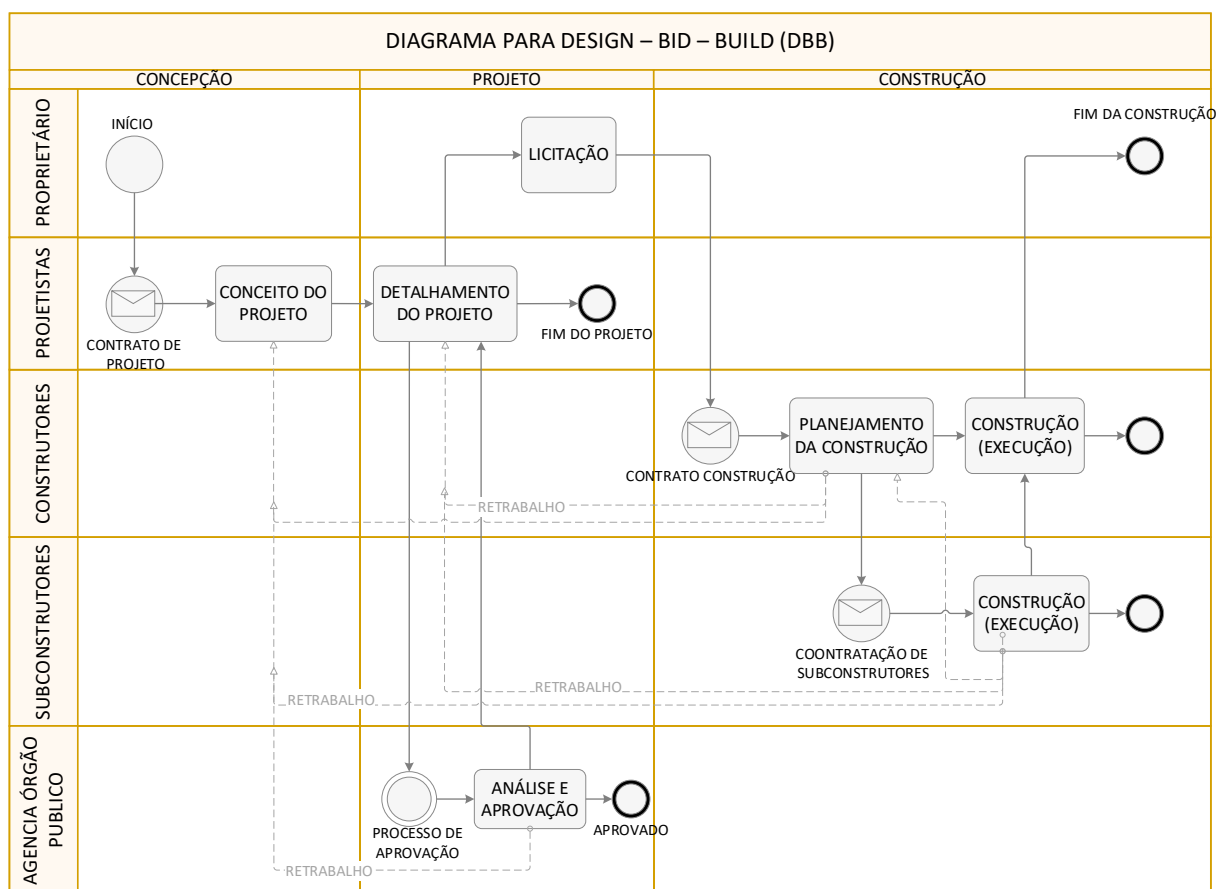 DIAGRAMA PARA DESIGN – BID – BUILD (DBB)
CONCEPÇÃO
PROJETO
CONSTRUÇÃO
PROPRIETÁRIO
INÍCIO
LICITAÇÃO
FIM DA CONSTRUÇÃO
PROJETISTAS
CONTRATO DE
PROJETO
CONCEITO DO
PROJETO
DETALHAMENTO
DO PROJETO
FIM DO PROJETO
CONSTRUTORES
CONTRATO CONSTRUÇÃO
PLANEJAMENTO
DA CONSTRUÇÃO
CONSTRUÇÃO
(EXECUÇÃO)
RETRABALHO
SUBCONSTRUTORES
COONTRATAÇÃO DE
SUBCONSTRUTORES
CONSTRUÇÃO
(EXECUÇÃO)
RETRABALHO
RETRABALHO
AGENCIA ÓRGÃO
PUBLICO
PROCESSO DE
APROVAÇÃO
ANÁLISE E
APROVAÇÃO
APROVADO
RETRABALHO